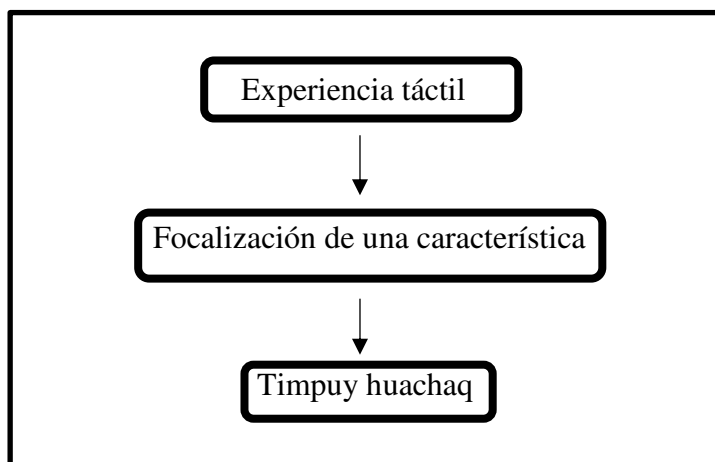 Experiencia táctil
Focalización de una característica
Timpuy huachaq